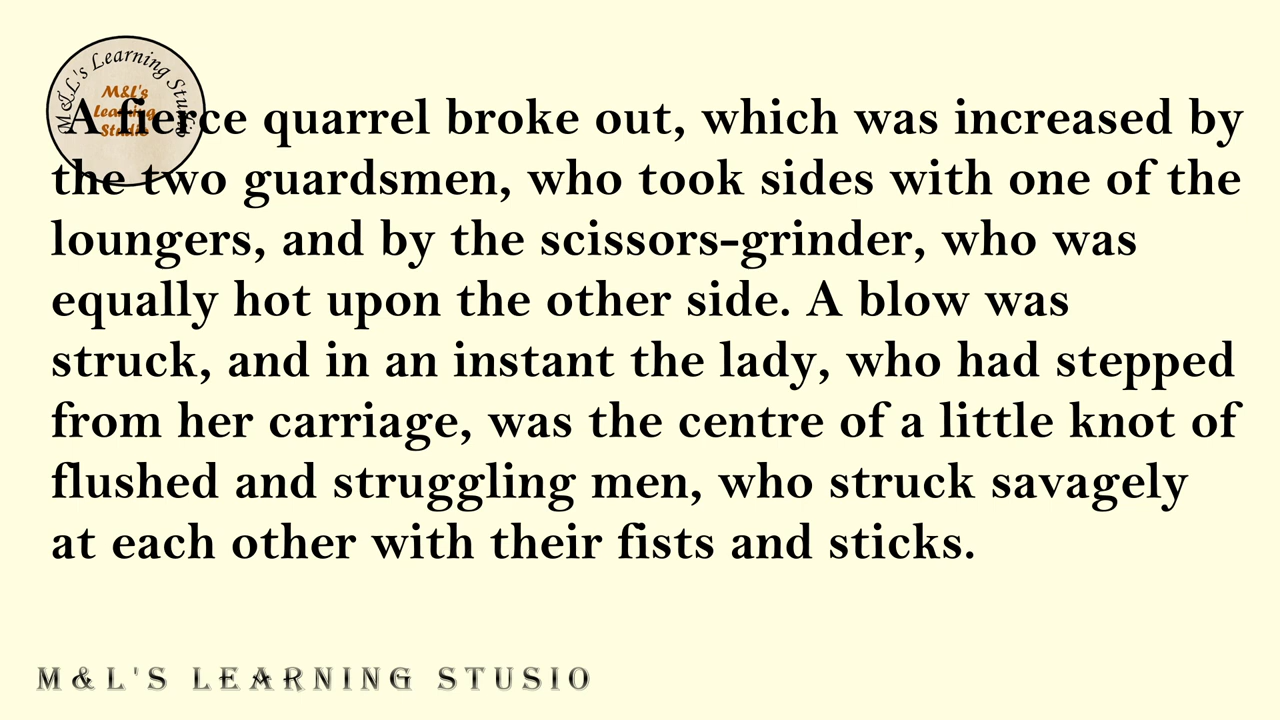 M&L's Learning Studio
M&L's
Learning
Studio
A fierce quarrel broke out, which was increased by
the two guardsmen, who took sides with one of the
loungers, and by the scissors-grinder, who was
equally hot upon the other side. A blow was
struck, and in an instant the lady, who had stepped
from her carriage, was the centre of a little knot of
flushed and struggling men, who struck savagely
at each other with their fists and sticks.
M&L'S LEARNING STUSIO